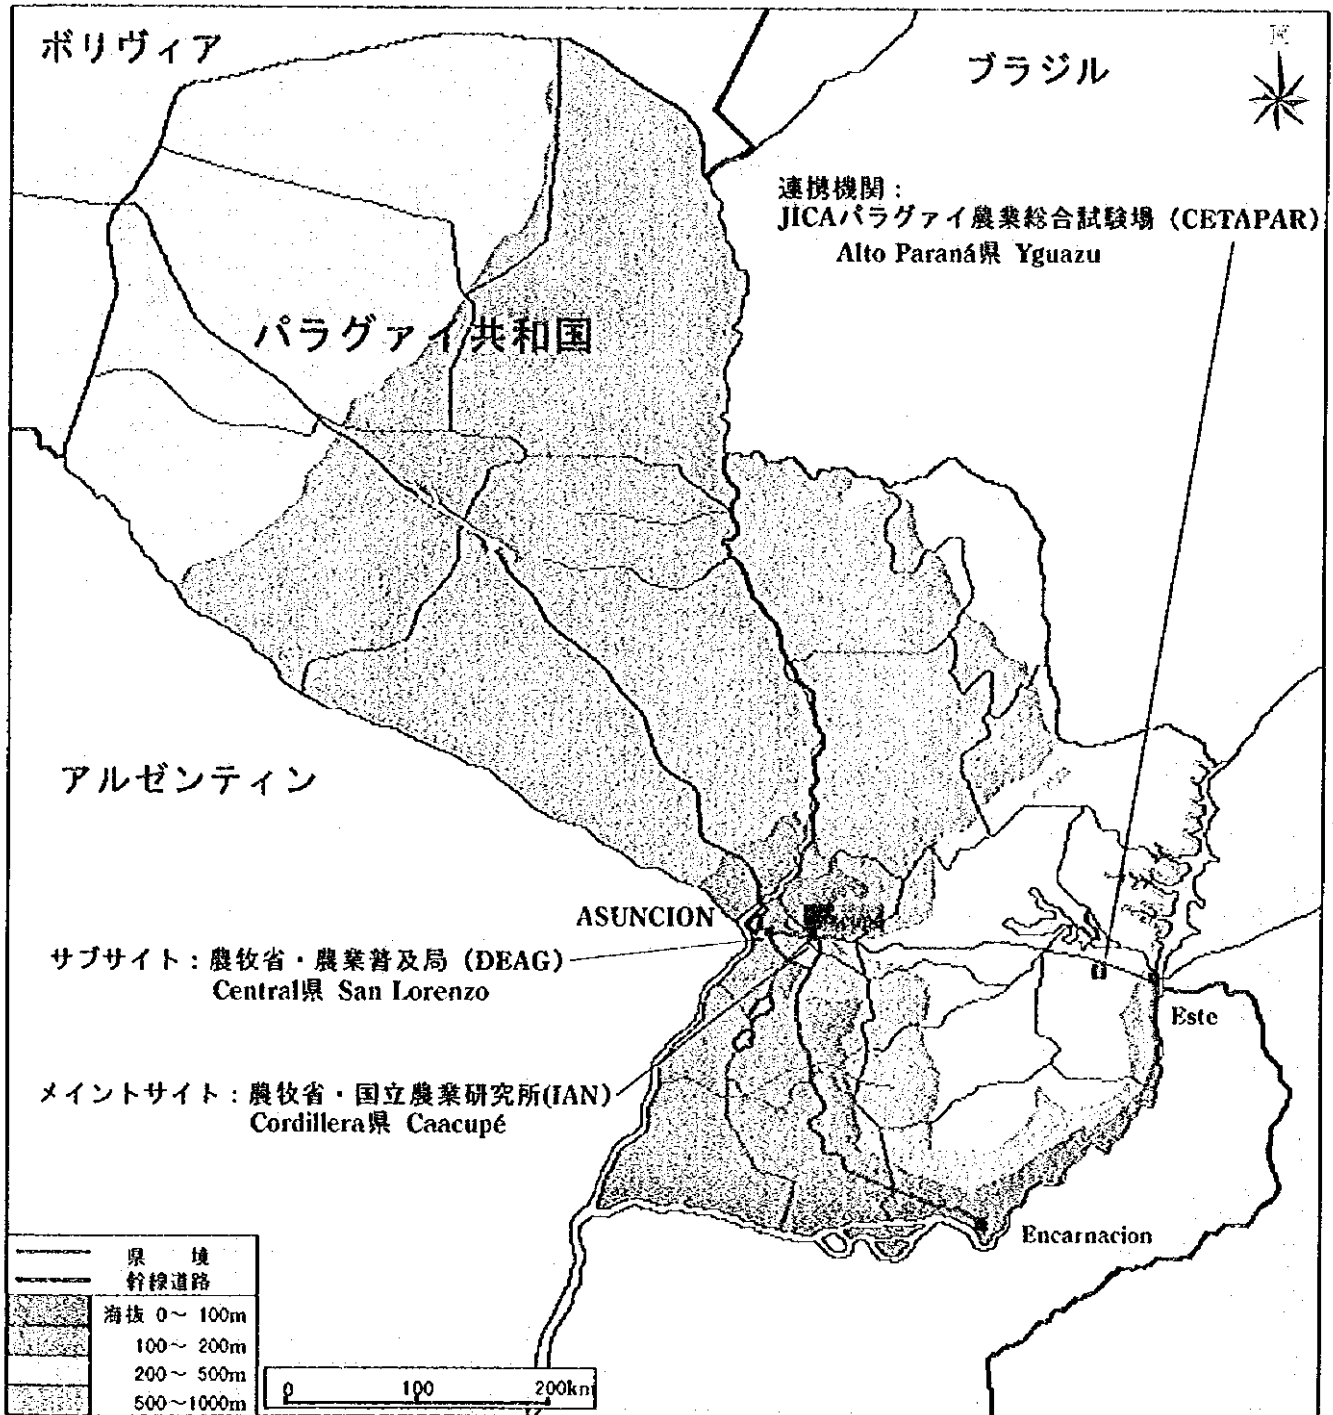 ボリヴィア
ブラジル
N
連携機関：
JICAパラグァイ農業総合試験場（CETAPAR）
Alto Paraná県 Yguazu
パラグァイ共和国
アルゼンティン
ASUNCION
サブサイト：農牧省・農業普及局（DEAG）
Central県 San Lorenzo
Este
メイントサイト：農牧省・国立農業研究所(IAN)
Cordillera県 Caacupé
Encarnacion
県　境
幹線道路
海抜 0～ 100m
100～ 200m
200～ 500m
500～1000m
0 100 200km